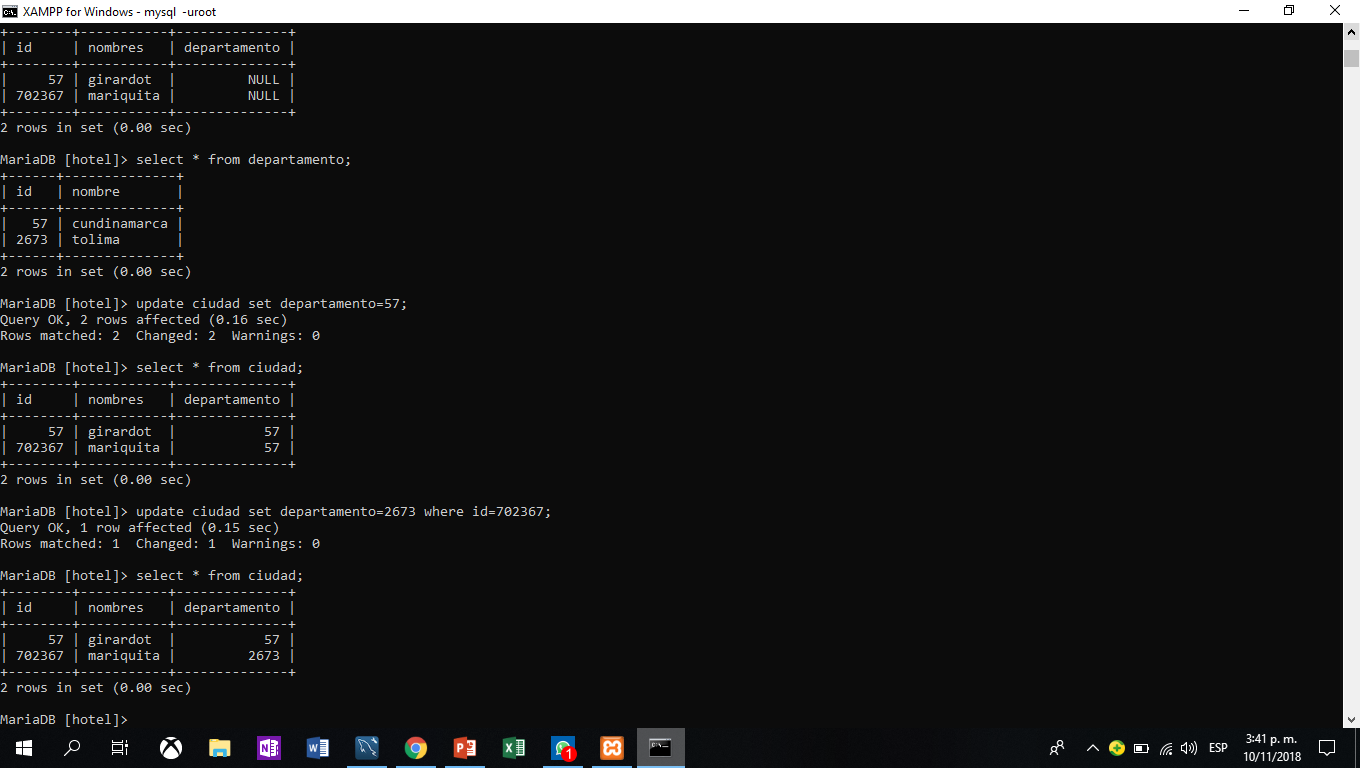 XAMPP for Windows - mysql  -uroot
+--------+-----------+--------------+
| id     | nombres   | departamento |
+--------+-----------+--------------+
|     57 | girardot  |         NULL |
| 702367 | mariquita |         NULL |
+--------+-----------+--------------+
2 rows in set (0.00 sec)
MariaDB [hotel]> select * from departamento;
+------+--------------+
| id   | nombre       |
+------+--------------+
|   57 | cundinamarca |
| 2673 | tolima       |
+------+--------------+
2 rows in set (0.00 sec)
MariaDB [hotel]> update ciudad set departamento=57;
Query OK, 2 rows affected (0.16 sec)
Rows matched: 2  Changed: 2  Warnings: 0
MariaDB [hotel]> select * from ciudad;
+--------+-----------+--------------+
| id     | nombres   | departamento |
+--------+-----------+--------------+
|     57 | girardot  |           57 |
| 702367 | mariquita |           57 |
+--------+-----------+--------------+
2 rows in set (0.00 sec)
MariaDB [hotel]> update ciudad set departamento=2673 where id=702367;
Query OK, 1 row affected (0.15 sec)
Rows matched: 1  Changed: 1  Warnings: 0
MariaDB [hotel]> select * from ciudad;
+--------+-----------+--------------+
| id     | nombres   | departamento |
+--------+-----------+--------------+
|     57 | girardot  |           57 |
| 702367 | mariquita |         2673 |
+--------+-----------+--------------+
2 rows in set (0.00 sec)
MariaDB [hotel]>
1
ESP
3:41 p. m.
10/11/2018